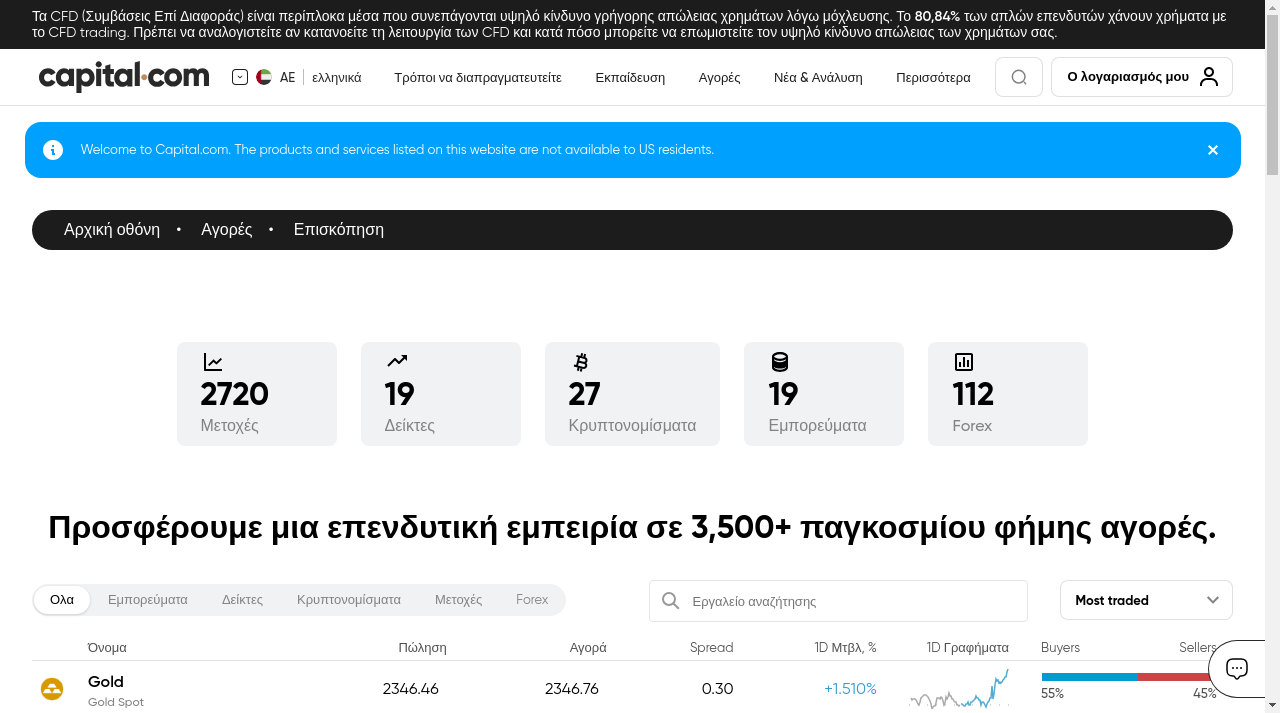 Τα CFD (Συμβάσεις Επί Διαφοράς) είναι περίπλοκα μέσα που συνεπάγονται υψηλό κίνδυνο γρήγορης απώλειας χρημάτων λόγω μόχλευσης. Το 80,84% των απλών επενδυτών χάνουν χρήματα με
το CFD trading. Πρέπει να αναλογιστείτε αν κατανοείτε τη λειτουργία των CFD και κατά πόσο μπορείτε να επωμιστείτε τον υψηλό κίνδυνο απώλειας των χρημάτων σας.
capital.com AE ελληνικά Τρόποι να διαπραγματευτείτε Εκπαίδευση Αγορές Νέα & Ανάλυση Περισσότερα Ο λογαριασμός μου
Welcome to Capital.com. The products and services listed on this website are not available to US residents.
Αρχική οθόνη • Αγορές • Επισκόπηση
2720 19 27 19 112
Μετοχές Δείκτες Κρυπτονομίσματα Εμπορεύματα Forex
Προσφέρουμε μια επενδυτική εμπειρία σε 3,500+ παγκοσμίου φήμης αγορές.
Ολα Εμπορεύματα Δείκτες Κρυπτονομίσματα Μετοχές Forex Εργαλείο αναζήτησης Most traded
Όνομα Πώληση Αγορά Spread 1D Μτβλ, % 1D Γραφήματα Buyers Sellers
Gold 2346.46 2346.76 0.30 +1.510%
Gold Spot 55% 45%